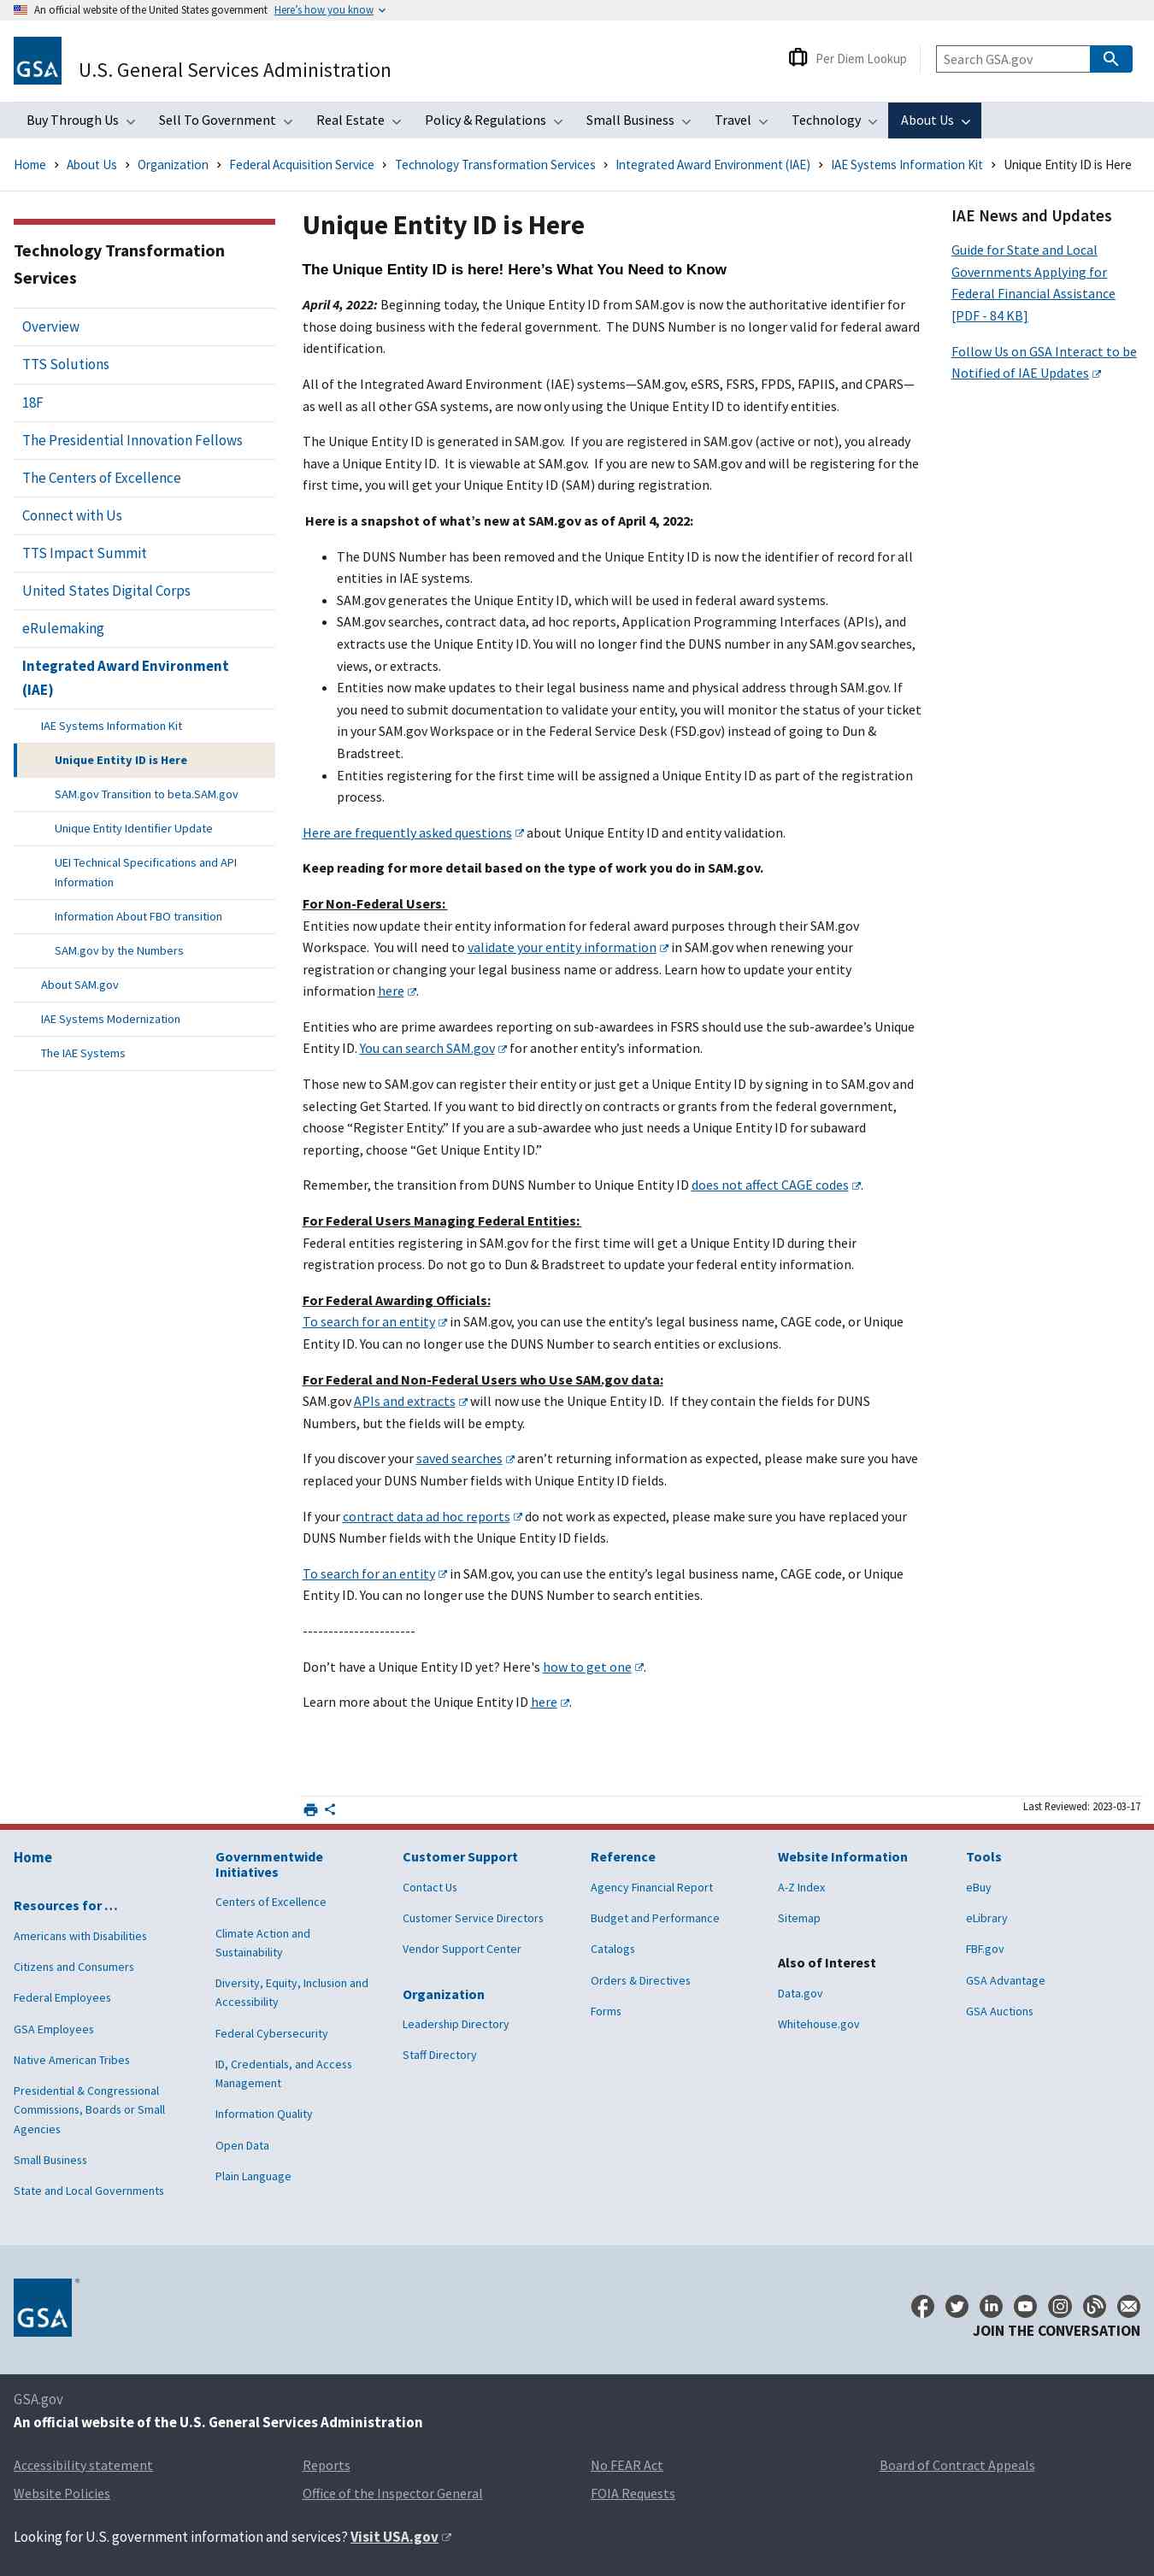 An official website of the United States government Here's how you know
GSA
U.S. General Services Administration
Per Diem Lookup
Search GSA.gov
Buy Through Us Sell To Government Real Estate Policy & Regulations Small Business Travel Technology About Us
Home › About Us › Organization › Federal Acquisition Service › Technology Transformation Services › Integrated Award Environment (IAE) › IAE Systems Information Kit › Unique Entity ID is Here
Technology Transformation
Services
Overview
TTS Solutions
18F
The Presidential Innovation Fellows
The Centers of Excellence
Connect with Us
TTS Impact Summit
United States Digital Corps
eRulemaking
Integrated Award Environment
(IAE)
IAE Systems Information Kit
Unique Entity ID is Here
SAM.gov Transition to beta.SAM.gov
Unique Entity Identifier Update
UEI Technical Specifications and API
Information
Information About FBO transition
SAM.gov by the Numbers
About SAM.gov
IAE Systems Modernization
The IAE Systems
Unique Entity ID is Here
The Unique Entity ID is here! Here's What You Need to Know
April 4, 2022: Beginning today, the Unique Entity ID from SAM.gov is now the authoritative identifier for
those doing business with the federal government. The DUNS Number is no longer valid for federal award
identification.
All of the Integrated Award Environment (IAE) systems—SAM.gov, eSRS, FSRS, FPDS, FAPIIS, and CPARS—
as well as all other GSA systems, are now only using the Unique Entity ID to identify entities.
The Unique Entity ID is generated in SAM.gov. If you are registered in SAM.gov (active or not), you already
have a Unique Entity ID. It is viewable at SAM.gov. If you are new to SAM.gov and will be registering for the
first time, you will get your Unique Entity ID (SAM) during registration.
Here is a snapshot of what's new at SAM.gov as of April 4, 2022:
• The DUNS Number has been removed and the Unique Entity ID is now the identifier of record for all
entities in IAE systems.
• SAM.gov generates the Unique Entity ID, which will be used in federal award systems.
• SAM.gov searches, contract data, ad hoc reports, Application Programming Interfaces (APIs), and
extracts use the Unique Entity ID. You will no longer find the DUNS number in any SAM.gov searches,
views, or extracts.
• Entities now make updates to their legal business name and physical address through SAM.gov. If
you need to submit documentation to validate your entity, you will monitor the status of your ticket
in your SAM.gov Workspace or in the Federal Service Desk (FSD.gov) instead of going to Dun &
Bradstreet.
• Entities registering for the first time will be assigned a Unique Entity ID as part of the registration
process.
Here are frequently asked questions about Unique Entity ID and entity validation.
Keep reading for more detail based on the type of work you do in SAM.gov.
For Non-Federal Users:
Entities now update their entity information for federal award purposes through their SAM.gov
Workspace. You will need to validate your entity information in SAM.gov when renewing your
registration or changing your legal business name or address. Learn how to update your entity
information here.
Entities who are prime awardees reporting on sub-awardees in FSRS should use the sub-awardee's Unique
Entity ID. You can search SAM.gov for another entity's information.
Those new to SAM.gov can register their entity or just get a Unique Entity ID by signing in to SAM.gov and
selecting Get Started. If you want to bid directly on contracts or grants from the federal government,
choose “Register Entity.” If you are a sub-awardee who just needs a Unique Entity ID for subaward
reporting, choose “Get Unique Entity ID.”
Remember, the transition from DUNS Number to Unique Entity ID does not affect CAGE codes.
For Federal Users Managing Federal Entities:
Federal entities registering in SAM.gov for the first time will get a Unique Entity ID during their
registration process. Do not go to Dun & Bradstreet to update your federal entity information.
For Federal Awarding Officials:
To search for an entity in SAM.gov, you can use the entity's legal business name, CAGE code, or Unique
Entity ID. You can no longer use the DUNS Number to search entities or exclusions.
For Federal and Non-Federal Users who Use SAM.gov data:
SAM.gov APIs and extracts will now use the Unique Entity ID. If they contain the fields for DUNS
Numbers, but the fields will be empty.
If you discover your saved searches aren't returning information as expected, please make sure you have
replaced your DUNS Number fields with Unique Entity ID fields.
If your contract data ad hoc reports do not work as expected, please make sure you have replaced your
DUNS Number fields with the Unique Entity ID fields.
To search for an entity in SAM.gov, you can use the entity's legal business name, CAGE code, or Unique
Entity ID. You can no longer use the DUNS Number to search entities.
----------------------
Don't have a Unique Entity ID yet? Here's how to get one.
Learn more about the Unique Entity ID here.
IAE News and Updates
Guide for State and Local
Governments Applying for
Federal Financial Assistance
[PDF - 84 KB]
Follow Us on GSA Interact to be
Notified of IAE Updates
Last Reviewed: 2023-03-17
Home
Resources for …
Americans with Disabilities
Citizens and Consumers
Federal Employees
GSA Employees
Native American Tribes
Presidential & Congressional
Commissions, Boards or Small
Agencies
Small Business
State and Local Governments
Governmentwide
Initiatives
Centers of Excellence
Climate Action and
Sustainability
Diversity, Equity, Inclusion and
Accessibility
Federal Cybersecurity
ID, Credentials, and Access
Management
Information Quality
Open Data
Plain Language
Customer Support
Contact Us
Customer Service Directors
Vendor Support Center
Organization
Leadership Directory
Staff Directory
Reference
Agency Financial Report
Budget and Performance
Catalogs
Orders & Directives
Forms
Website Information
A-Z Index
Sitemap
Also of Interest
Data.gov
Whitehouse.gov
Tools
eBuy
eLibrary
FBF.gov
GSA Advantage
GSA Auctions
GSA
®
JOIN THE CONVERSATION
GSA.gov
An official website of the U.S. General Services Administration
Accessibility statement Reports No FEAR Act Board of Contract Appeals
Website Policies Office of the Inspector General FOIA Requests
Looking for U.S. government information and services? Visit USA.gov